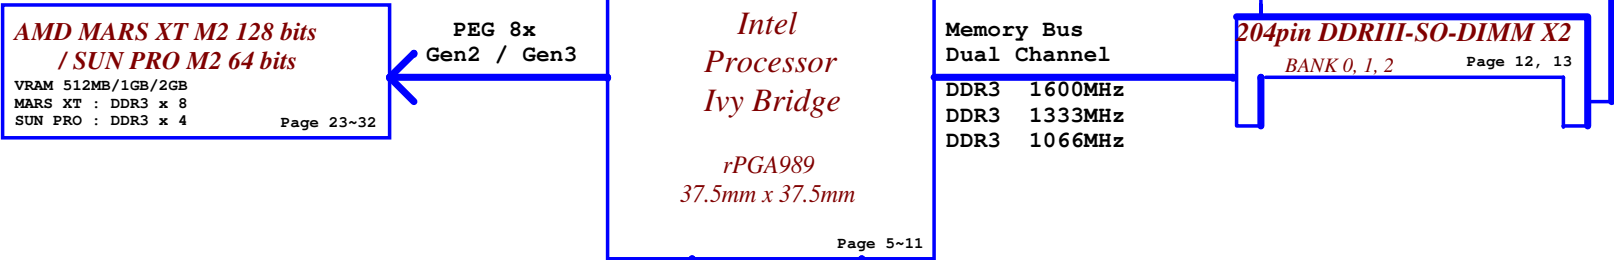 AMD MARS XT M2 128 bits
/ SUN PRO M2 64 bits
VRAM 512MB/1GB/2GB
MARS XT : DDR3 x 8
SUN PRO : DDR3 x 4
Page 23~32
PEG 8x
Gen2 / Gen3
Intel
Processor
Ivy Bridge
rPGA989
37.5mm x 37.5mm
Page 5~11
Memory Bus
Dual Channel
DDR3 1600MHz
DDR3 1333MHz
DDR3 1066MHz
204pin DDRIII-SO-DIMM X2
BANK 0, 1, 2
Page 12, 13